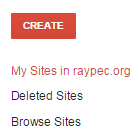 CREATE
My Sites in raypec.org
Deleted Sites
Browse Sites